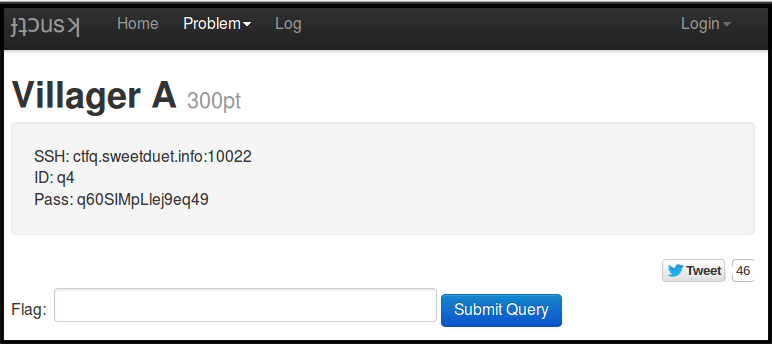 ɟʇɔusʞ Home Problem Log Login
Villager A 300pt
SSH: ctfq.sweetduet.info:10022
ID: q4
Pass: q60SIMpLlej9eq49
Tweet 46
Flag: Submit Query